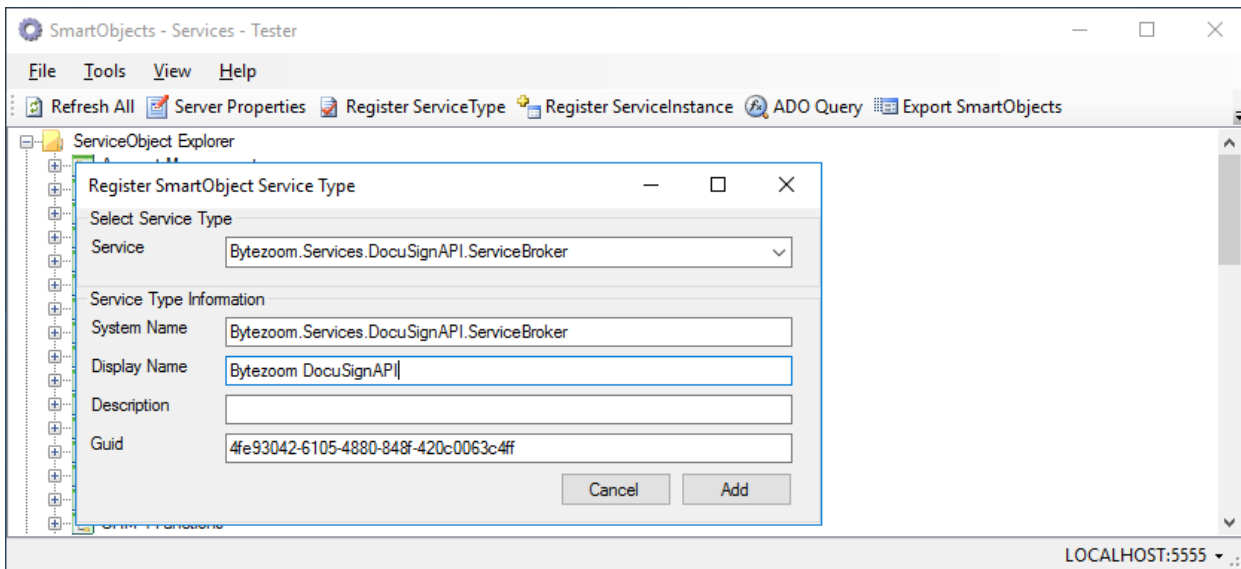 SmartObjects - Services - Tester
File Tools View Help
Refresh All Server Properties Register ServiceType Register ServiceInstance ADO Query Export SmartObjects
ServiceObject Explorer
Register SmartObject Service Type
Select Service Type
Service Bytezoom.Services.DocuSignAPI.ServiceBroker
Service Type Information
System Name Bytezoom.Services.DocuSignAPI.ServiceBroker
Display Name Bytezoom DocuSignAPI
Description
Guid 4fe93042-6105-4880-848f-420c0063c4ff
Cancel Add
LOCALHOST:5555